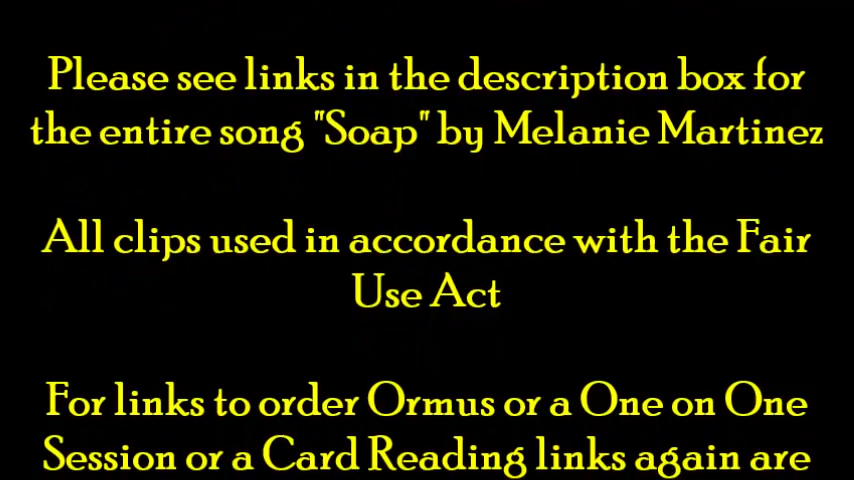 Please see links in the description box for
the entire song "Soap" by Melanie Martinez
All clips used in accordance with the Fair
Use Act
For links to order Ormus or a One on One
Session or a Card Reading links again are